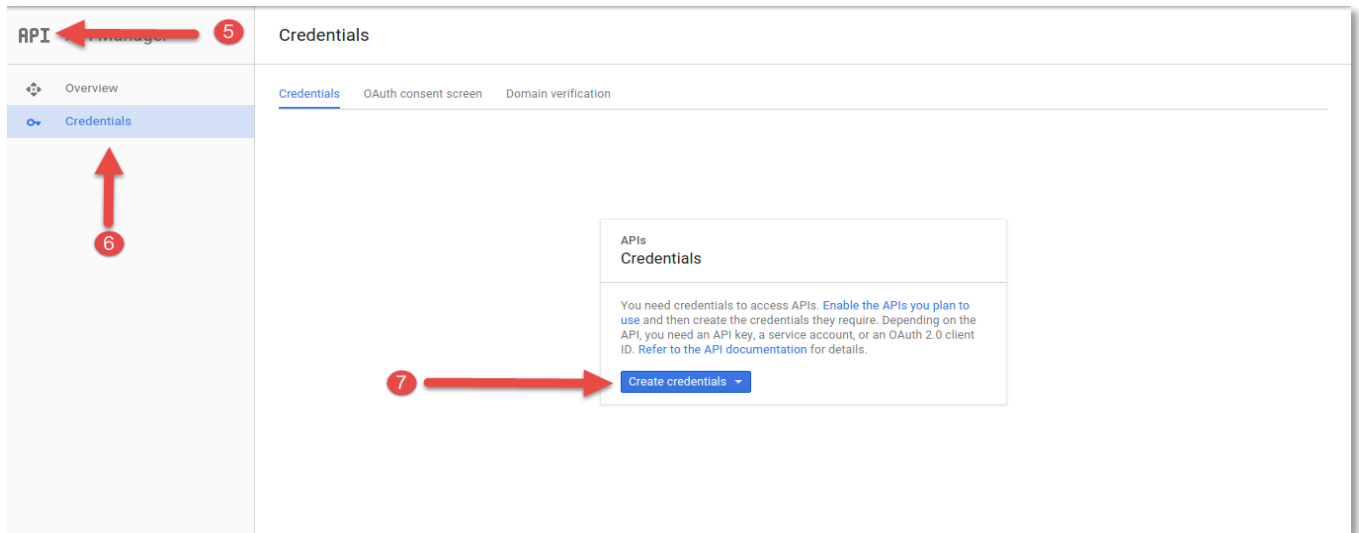 API
Manager
5
Credentials
Overview
Credentials
Credentials OAuth consent screen Domain verification
6
APIs
Credentials
You need credentials to access APIs. Enable the APIs you plan to
use and then create the credentials they require. Depending on the
API, you need an API key, a service account, or an OAuth 2.0 client
ID. Refer to the API documentation for details.
7
Create credentials